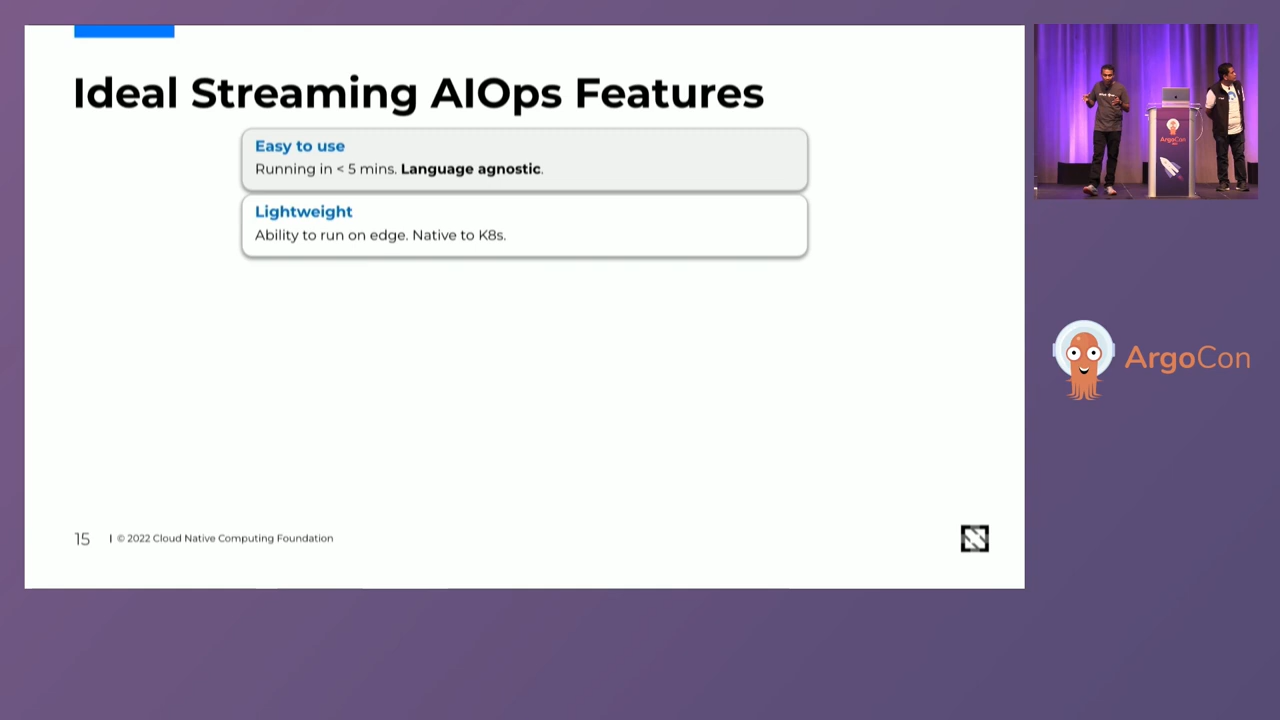 Ideal Streaming AIOps Features
Easy to use
Running in < 5 mins. Language agnostic.
Lightweight
Ability to run on edge. Native to K8s.
15 | © 2022 Cloud Native Computing Foundation
ArgoCon
ArgoCon